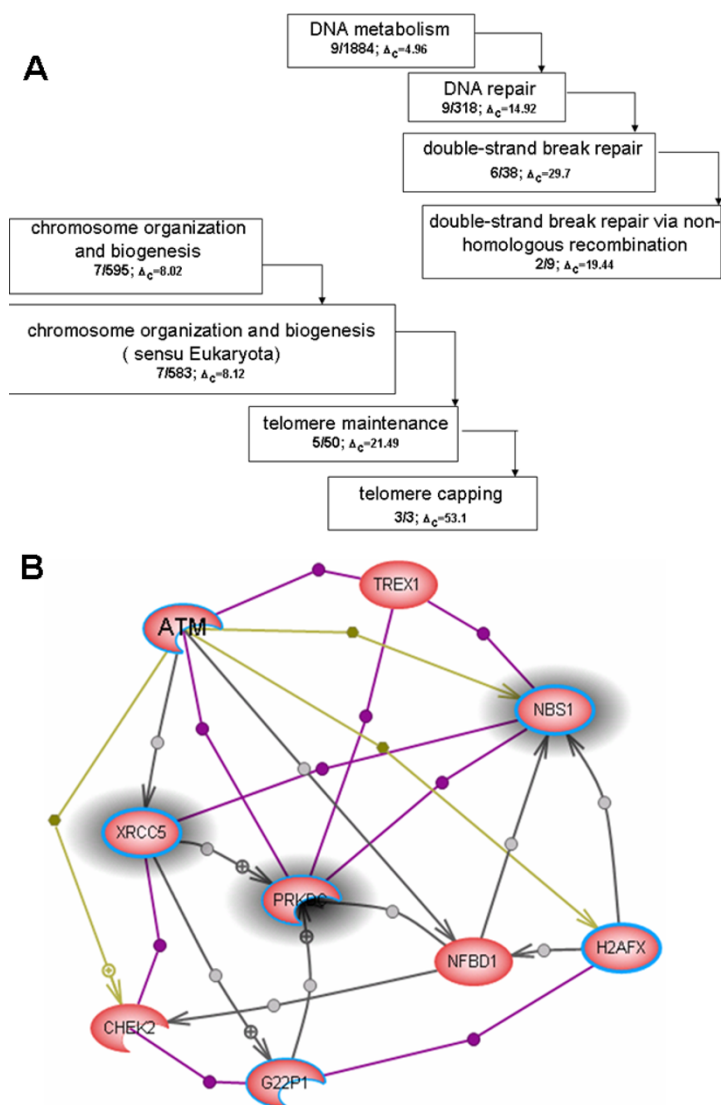 A
DNA metabolism
9/1884; Δc=4.96
DNA repair
9/318; Δc=14.92
double-strand break repair
6/38; Δc=29.7
double-strand break repair via non-
homologous recombination
2/9; Δc=19.44
chromosome organization
and biogenesis
7/595; Δc=8.02
chromosome organization and biogenesis
( sensu Eukaryota)
7/583; Δc=8.12
telomere maintenance
5/50; Δc=21.49
telomere capping
3/3; Δc=53.1
B
TREX1
ATM
NBS1
XRCC5
PRKDC
H2AFX
NFBD1
CHEK2
G22P1